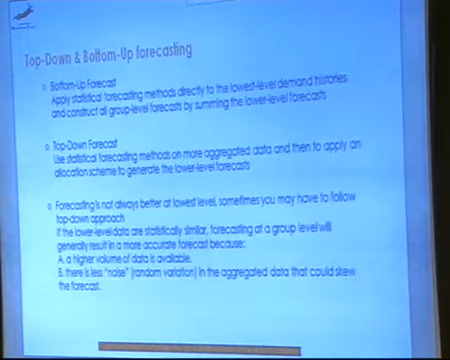 Top-Down & Bottom-Up forecasting
Bottom-Up Forecast
Apply statistical forecasting methods directly to the lowest-level demand histories
and construct all group-level forecasts by summing the lower-level forecasts
Top-Down Forecast
Use statistical forecasting methods on more aggregated data and then to apply an
allocation scheme to generate the lower-level forecasts
Forecasting is not always better at lowest level, sometimes you may have to follow
top-down approach
If the lower-level data are statistically similar, forecasting at a group level will
generally result in a more accurate forecast because:
A. a higher volume of data is available.
B. there is less "noise" (random variation) in the aggregated data that could skew
the forecast.